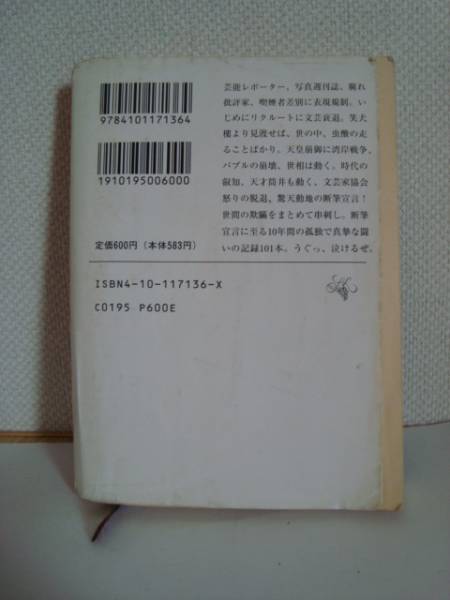 9784101171364
1910195006000
定価600円（本体583円）
ISBN4-10-117136-X
C0195 P600E
芸能レポーター、写真週刊誌、腐れ
批評家、喫煙者差別に表現規制、い
じめにリクルートに文芸衰退。笑犬
樓より見渡せば、世の中、虫酸の走
ることばかり。天皇崩御に湾岸戦争、
バブルの崩壊、世相は動く。時代の
叡知、天才筒井も動く、文芸家協会
怒りの脱退、驚天動地の断筆宣言！
世間の欺瞞をまとめて串刺し。断筆
宣言に至る10年間の孤独で真摯な闘
いの記録101本。うぐっ、泣けるぜ。